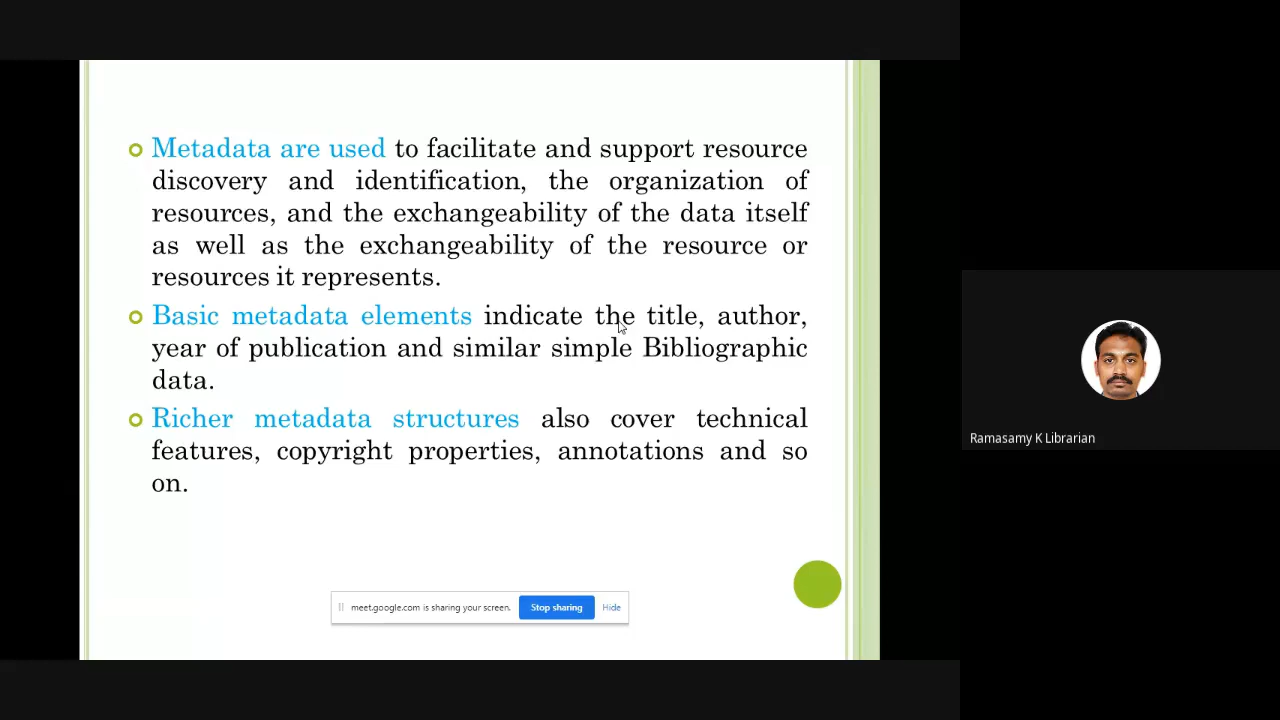 Metadata are used to facilitate and support resource
discovery and identification, the organization of
resources, and the exchangeability of the data itself
as well as the exchangeability of the resource or
resources it represents.
Basic metadata elements indicate the title, author,
year of publication and similar simple Bibliographic
data.
Richer metadata structures also cover technical
features, copyright properties, annotations and so
on.
meet.google.com is sharing your screen. Stop sharing Hide
Ramasamy K Librarian